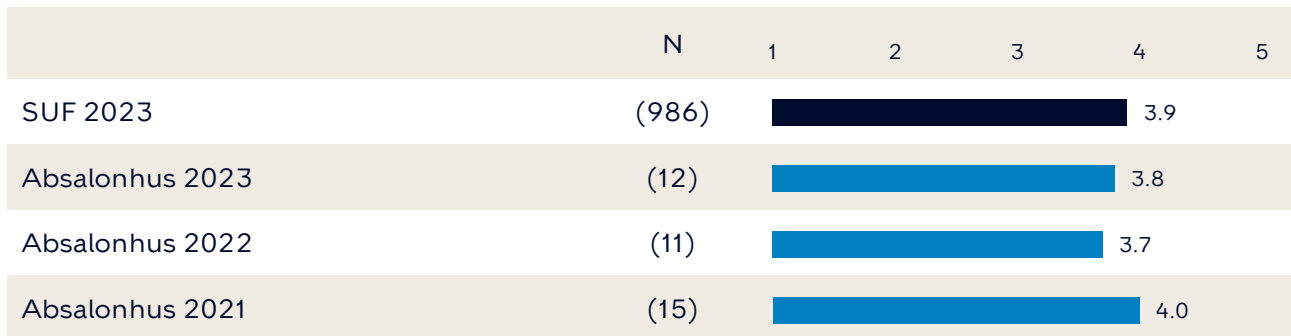 N 1 2 3 4 5
SUF 2023 (986) 3.9
Absalonhus 2023 (12) 3.8
Absalonhus 2022 (11) 3.7
Absalonhus 2021 (15) 4.0